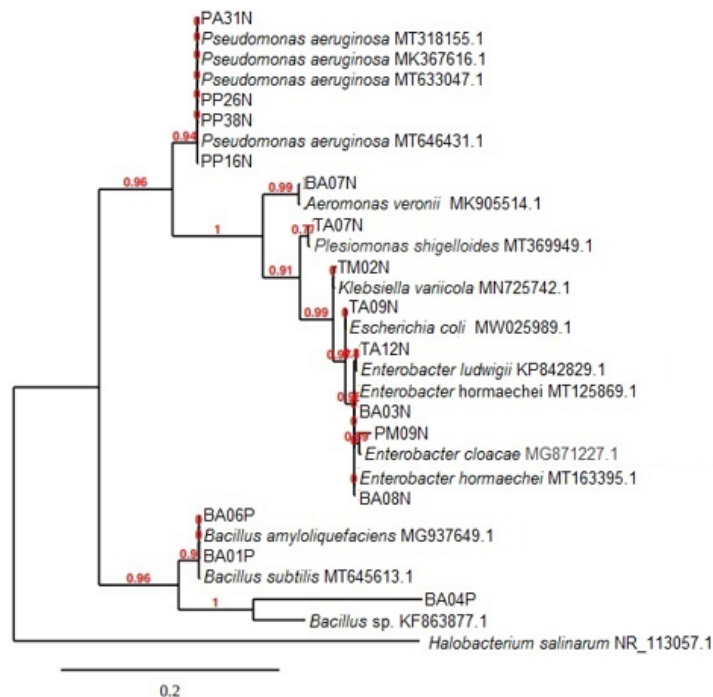 PA31N
Pseudomonas aeruginosa MT318155.1
Pseudomonas aeruginosa MK367616.1
Pseudomonas aeruginosa MT633047.1
PP26N
PP38N
0.94
Pseudomonas aeruginosa MT646431.1
PP16N
0.96
0.99
BA07N
Aeromonas veronii MK905514.1
TA07N
1
0.77
Plesiomonas shigelloides MT369949.1
0.91
TM02N
Klebsiella variicola MN725742.1
0.99
TA09N
Escherichia coli MW025989.1
TA12N
Enterobacter ludwigii KP842829.1
Enterobacter hormaechei MT125869.1
BA03N
PM09N
Enterobacter cloacae MG871227.1
Enterobacter hormaechei MT163395.1
BA08N
BA06P
Bacillus amyloliquefaciens MG937649.1
BA01P
0.96
Bacillus subtilis MT645613.1
1
BA04P
Bacillus sp. KF863877.1
Halobacterium salinarum NR_113057.1
0.2